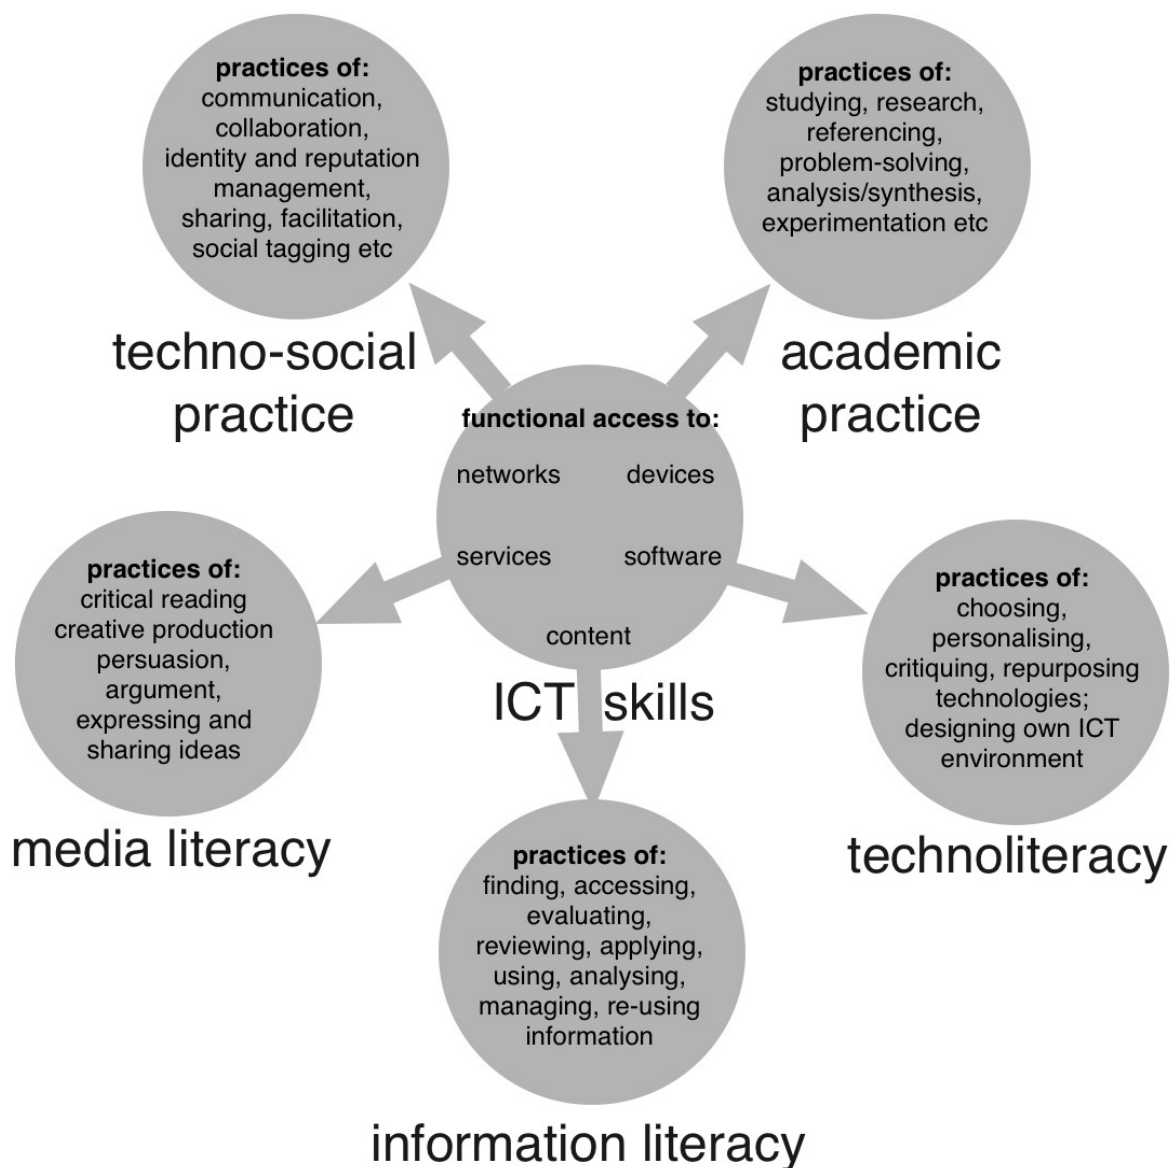 practices of:
communication,
collaboration,
identity and reputation
management,
sharing, facilitation,
social tagging etc
techno-social
practice
practices of:
studying, research,
referencing,
problem-solving,
analysis/synthesis,
experimentation etc
academic
practice
functional access to:
networks devices
services software
content
ICT skills
practices of:
critical reading
creative production
persuasion,
argument,
expressing and
sharing ideas
media literacy
practices of:
choosing,
personalising,
critiquing, repurposing
technologies;
designing own ICT
environment
technoliteracy
practices of:
finding, accessing,
evaluating,
reviewing, applying,
using, analysing,
managing, re-using
information
information literacy